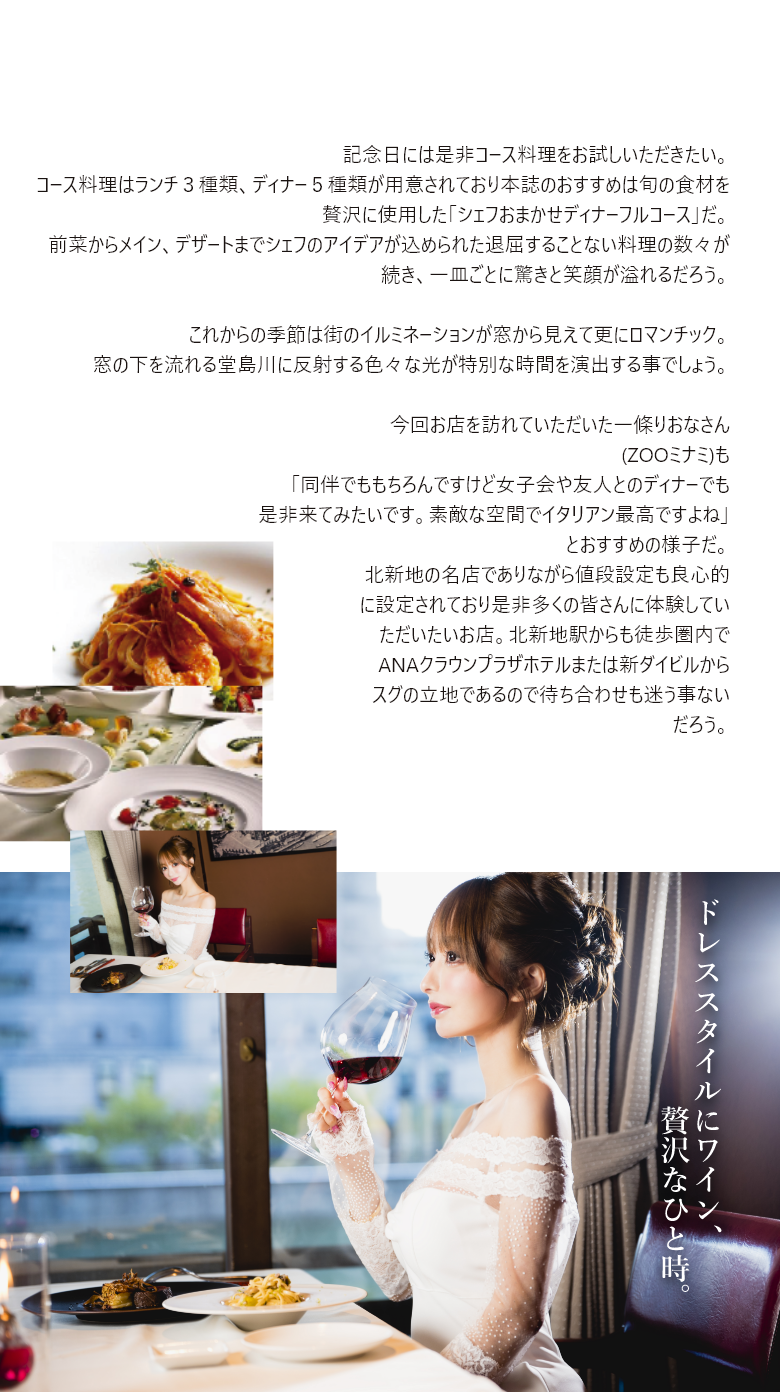 記念日には是非コース料理をお試しいただきたい。
コース料理はランチ3種類、ディナー5種類が用意されており本誌のおすすめは旬の食材を
贅沢に使用した「シェフおまかせディナーフルコース」だ。
前菜からメイン、デザートまでシェフのアイデアが込められた退屈することない料理の数々が
続き、一皿ごとに驚きと笑顔が溢れるだろう。
これからの季節は街のイルミネーションが窓から見えて更にロマンチック。
窓の下を流れる堂島川に反射する色々な光が特別な時間を演出する事でしょう。
今回お店を訪れていただいた一條りおなさん
(ZOOミナミ)も
「同伴でももちろんですけど女子会や友人とのディナーでも
是非来てみたいです。素敵な空間でイタリアン最高ですよね」
とおすすめの様子だ。
北新地の名店でありながら値段設定も良心的
に設定されており是非多くの皆さんに体験してい
ただいたいお店。北新地駅からも徒歩圏内で
ANAクラウンプラザホテルまたは新ダイビルから
スグの立地であるので待ち合わせも迷う事ない
だろう。
ドレススタイルにワイン、
贅沢なひと時。